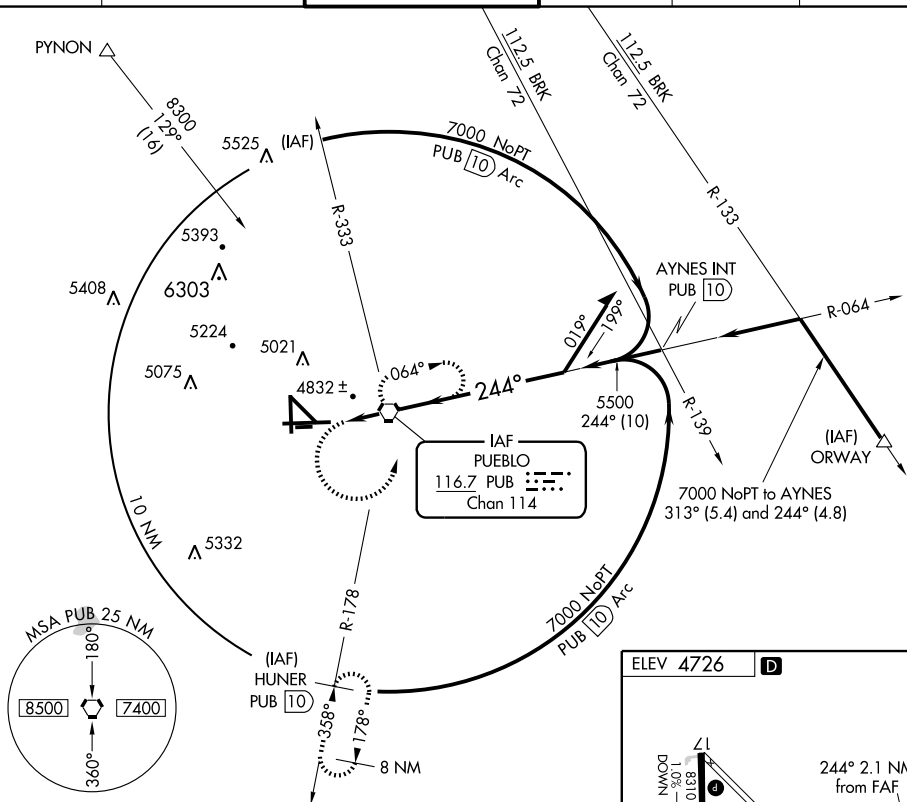 PYNON
8300
129°
(16)
112.5 BRK
Chan 72
112.5 BRK
Chan 72
5525
(IAF)
7000 NoPT
PUB 10 Arc
R-333
R-133
5393
6303
5408
AYNES INT
PUB 10
R-064
5224
5075
5021
019°
199°
064°
4832 ±
244°
5500
244° (10)
R-139
(IAF)
ORWAY
IAF
PUEBLO
116.7 PUB
Chan 114
7000 NoPT to AYNES
313° (5.4) and 244° (4.8)
10 NM
5332
R-178
7000 NoPT
PUB 10 Arc
MSA PUB 25 NM
180°
8500
7400
360°
(IAF)
HUNER
PUB 10
358°
178°
8 NM
ELEV 4726
D
17
8310
1.0%
DOWN
P
244° 2.1 NM
from FAF